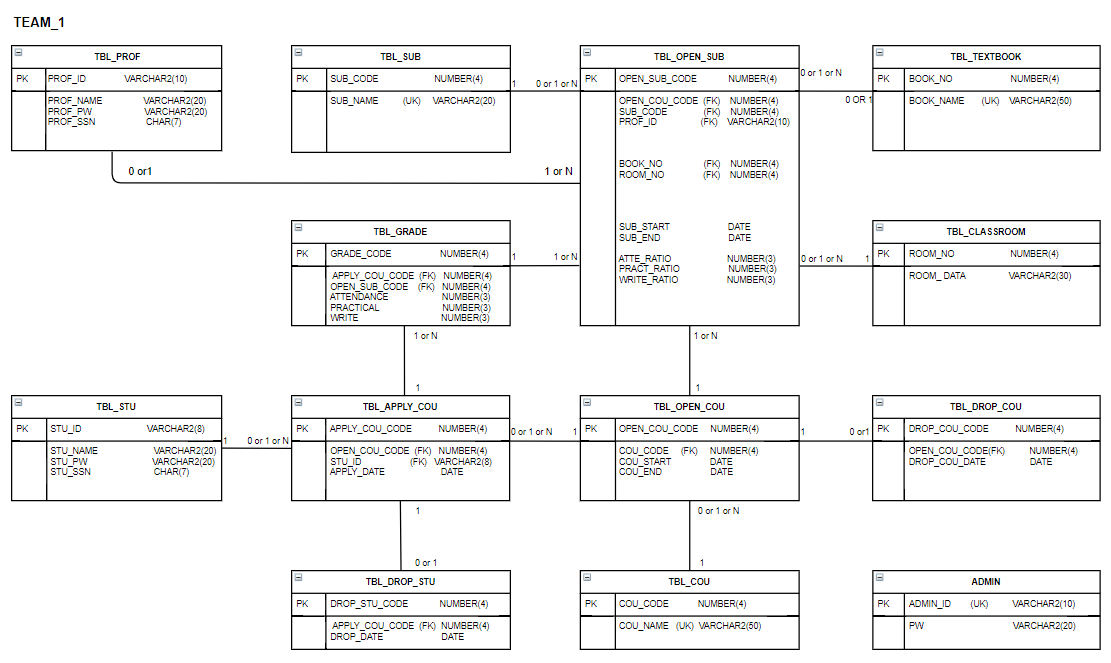 TEAM_1
TBL_PROF
PK PROF_ID VARCHAR2(10)
PROF_NAME VARCHAR2(20)
PROF_PW VARCHAR2(20)
PROF_SSN CHAR(7)
TBL_SUB
PK SUB_CODE NUMBER(4)
SUB_NAME (UK) VARCHAR2(20)
1 0 or 1 or N
TBL_OPEN_SUB
PK OPEN_SUB_CODE NUMBER(4)
OPEN_COU_CODE (FK) NUMBER(4)
SUB_CODE (FK) NUMBER(4)
PROF_ID (FK) VARCHAR2(10)
BOOK_NO (FK) NUMBER(4)
ROOM_NO (FK) NUMBER(4)
SUB_START DATE
SUB_END DATE
ATTE_RATIO NUMBER(3)
PRACT_RATIO NUMBER(3)
WRITE_RATIO NUMBER(3)
0 or 1 or N
0 OR 1
TBL_TEXTBOOK
PK BOOK_NO NUMBER(4)
BOOK_NAME (UK) VARCHAR2(50)
0 or1 1 or N
TBL_GRADE
PK GRADE_CODE NUMBER(4)
APPLY_COU_CODE (FK) NUMBER(4)
OPEN_SUB_CODE (FK) NUMBER(4)
ATTENDANCE NUMBER(3)
PRACTICAL NUMBER(3)
WRITE NUMBER(3)
1 1 or N
0 or 1 or N 1
TBL_CLASSROOM
PK ROOM_NO NUMBER(4)
ROOM_DATA VARCHAR2(30)
1 or N
1
1 or N
1
TBL_STU
PK STU_ID VARCHAR2(8)
STU_NAME VARCHAR2(20)
STU_PW VARCHAR2(20)
STU_SSN CHAR(7)
1 0 or 1 or N
TBL_APPLY_COU
PK APPLY_COU_CODE NUMBER(4)
OPEN_COU_CODE (FK) NUMBER(4)
STU_ID (FK) VARCHAR2(8)
APPLY_DATE DATE
0 or 1 or N 1
TBL_OPEN_COU
PK OPEN_COU_CODE NUMBER(4)
COU_CODE (FK) NUMBER(4)
COU_START DATE
COU_END DATE
1 0 or1
TBL_DROP_COU
PK DROP_COU_CODE NUMBER(4)
OPEN_COU_CODE(FK) NUMBER(4)
DROP_COU_DATE DATE
1
0 or 1
0 or 1 or N
1
TBL_DROP_STU
PK DROP_STU_CODE NUMBER(4)
APPLY_COU_CODE (FK) NUMBER(4)
DROP_DATE DATE
TBL_COU
PK COU_CODE NUMBER(4)
COU_NAME (UK) VARCHAR2(50)
ADMIN
PK ADMIN_ID (UK) VARCHAR2(10)
PW VARCHAR2(20)